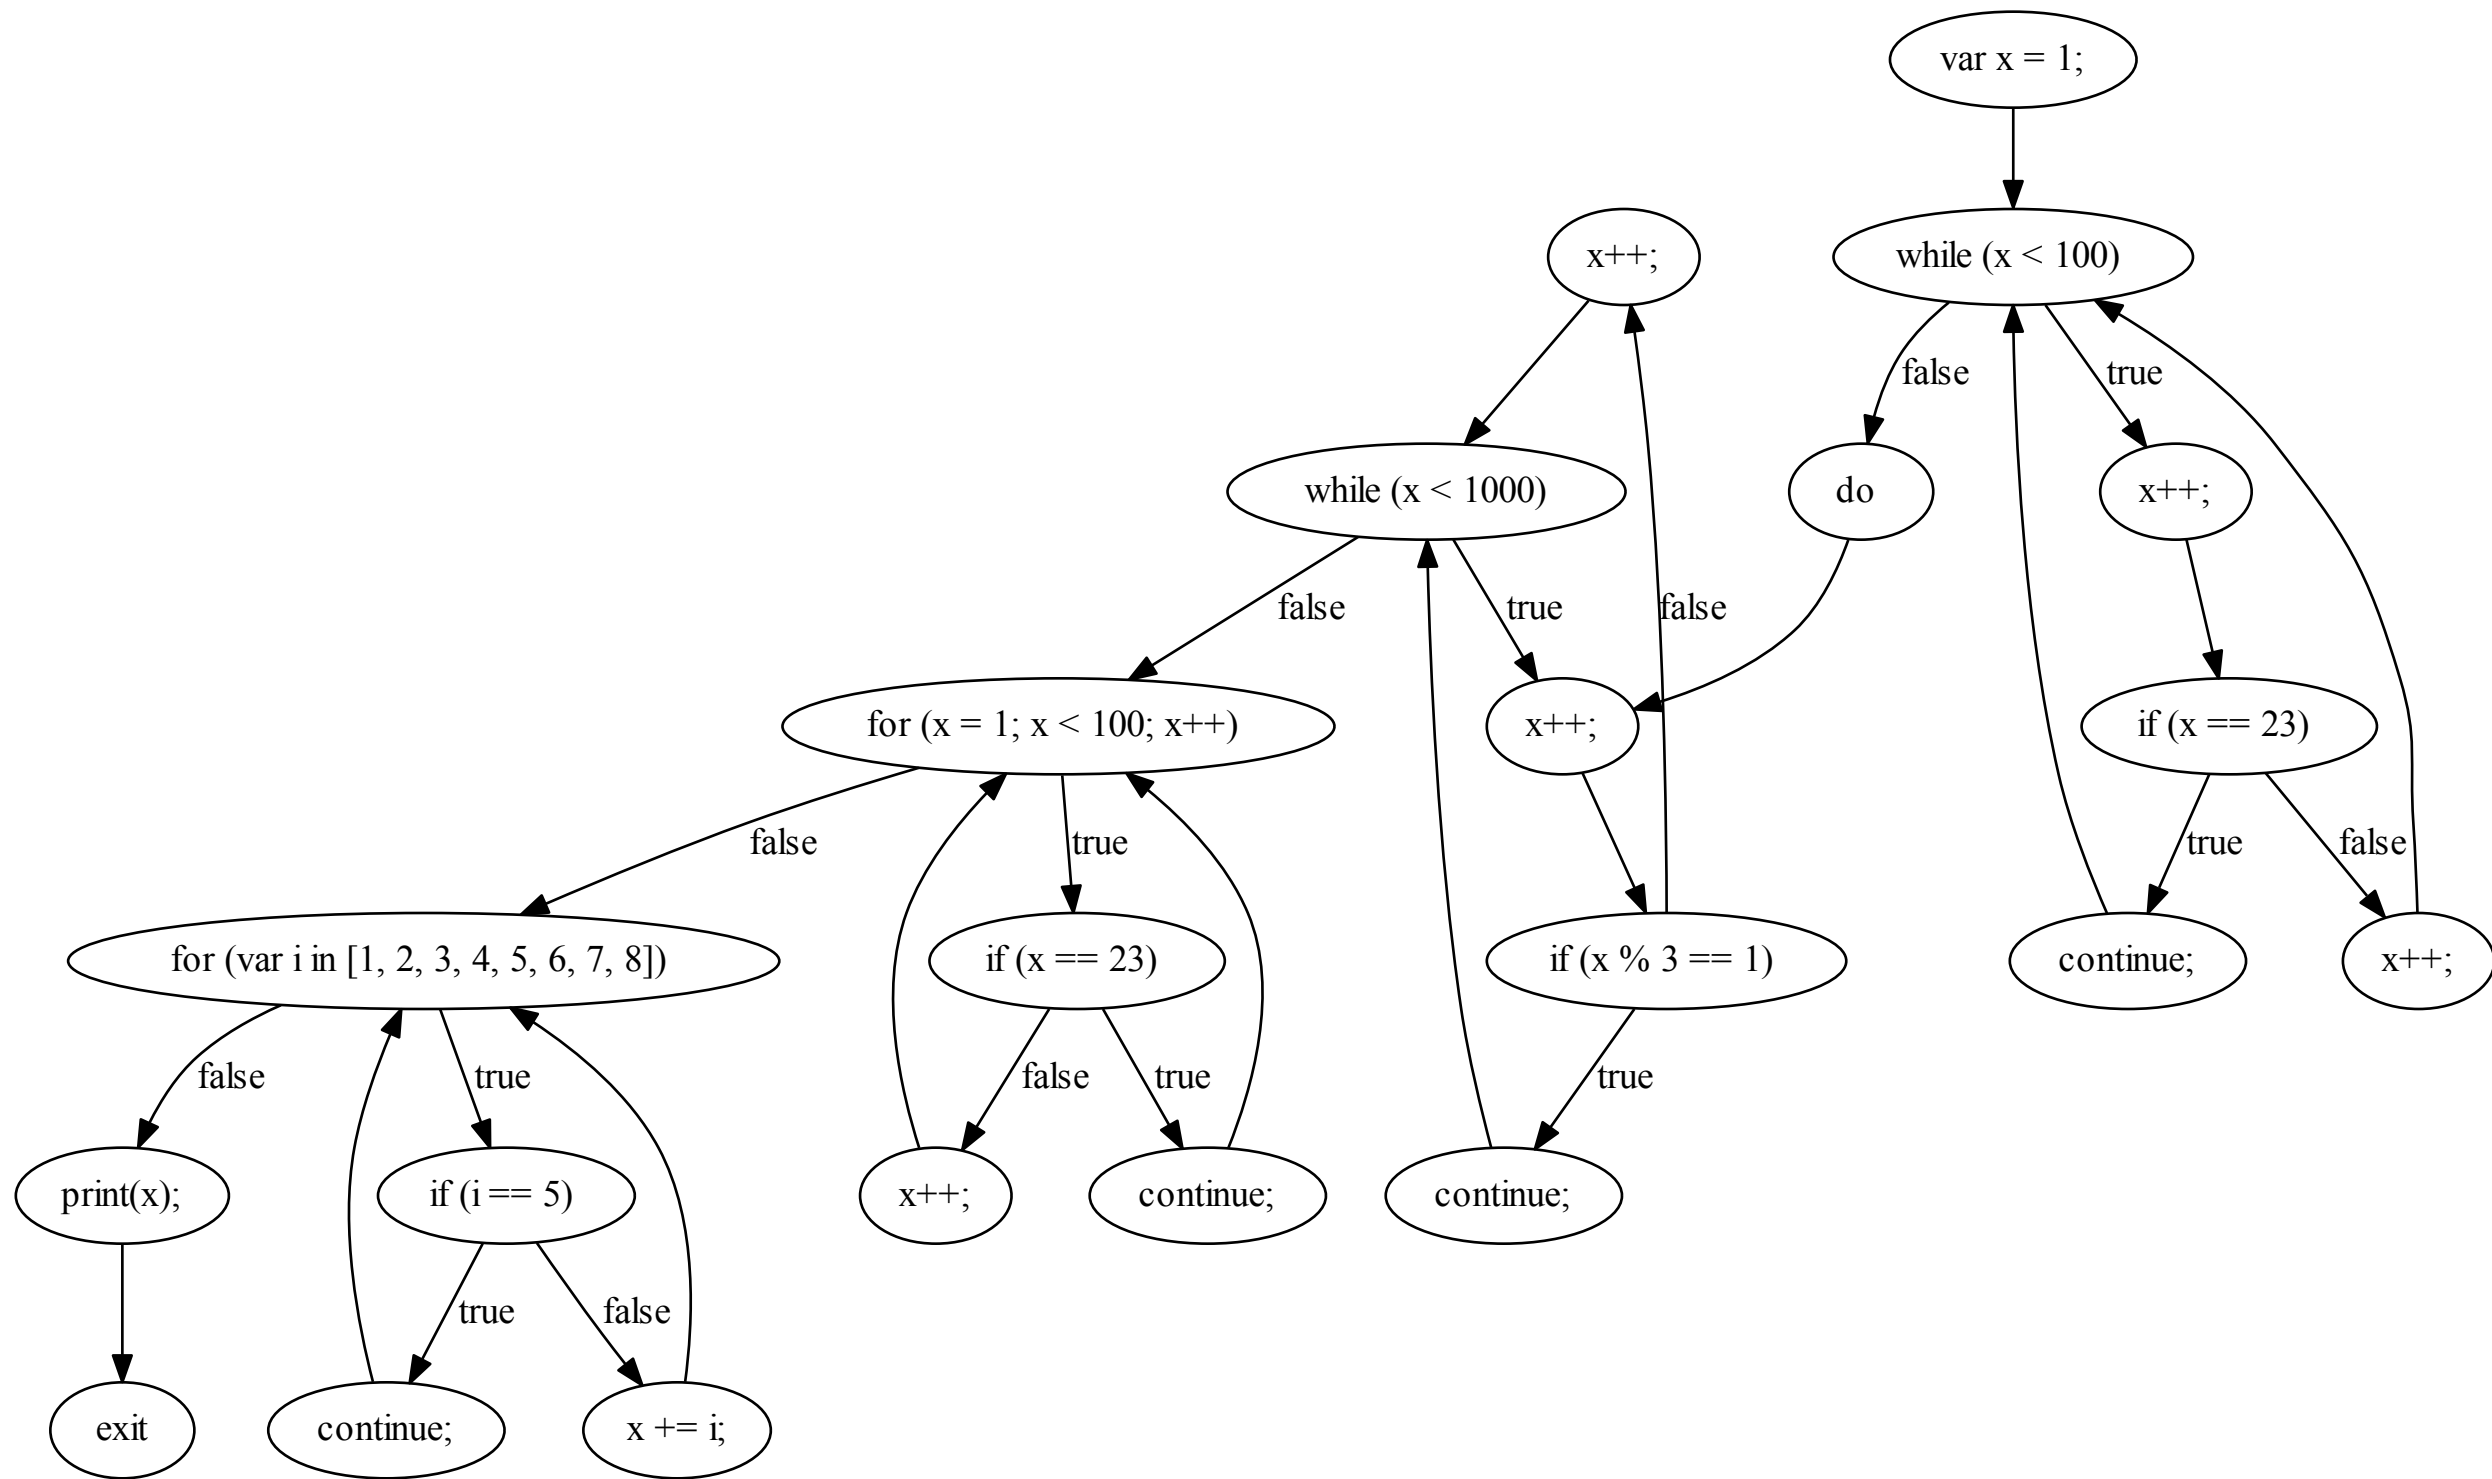 var x = 1;
x++;
while (x < 100)
false
true
while (x < 1000)
do
x++;
false
true
false
for (x = 1; x < 100; x++)
x++;
if (x == 23)
false
true
true
false
for (var i in [1, 2, 3, 4, 5, 6, 7, 8])
if (x == 23)
if (x % 3 == 1)
continue;
x++;
false
true
false
true
true
print(x);
if (i == 5)
x++;
continue;
continue;
true
false
exit
continue;
x += i;